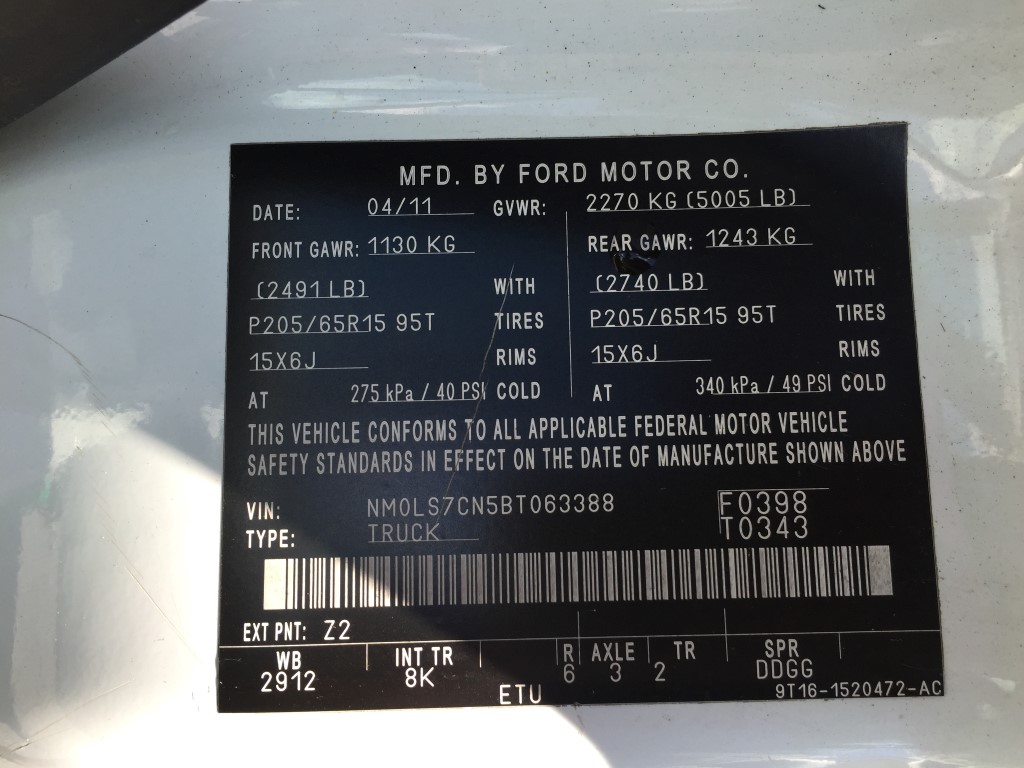 MFD. BY FORD MOTOR CO.
DATE: 04/11 GVWR: 2270 KG (5005 LB)
FRONT GAWR: 1130 KG REAR GAWR: 1243 KG
(2491 LB) WITH (2740 LB) WITH
P205/65R15 95T TIRES P205/65R15 95T TIRES
15X6J RIMS 15X6J RIMS
AT 275 kPa / 40 PSI COLD AT 340 kPa / 49 PSI COLD
THIS VEHICLE CONFORMS TO ALL APPLICABLE FEDERAL MOTOR VEHICLE
SAFETY STANDARDS IN EFFECT ON THE DATE OF MANUFACTURE SHOWN ABOVE
VIN: NM0LS7CN5BT063388 F0398
TYPE: TRUCK T0343
EXT PNT: Z2
WB INT TR R AXLE TR SPR
2912 8K 6 3 2 DDGG
ETU 9T16-1520472-AC